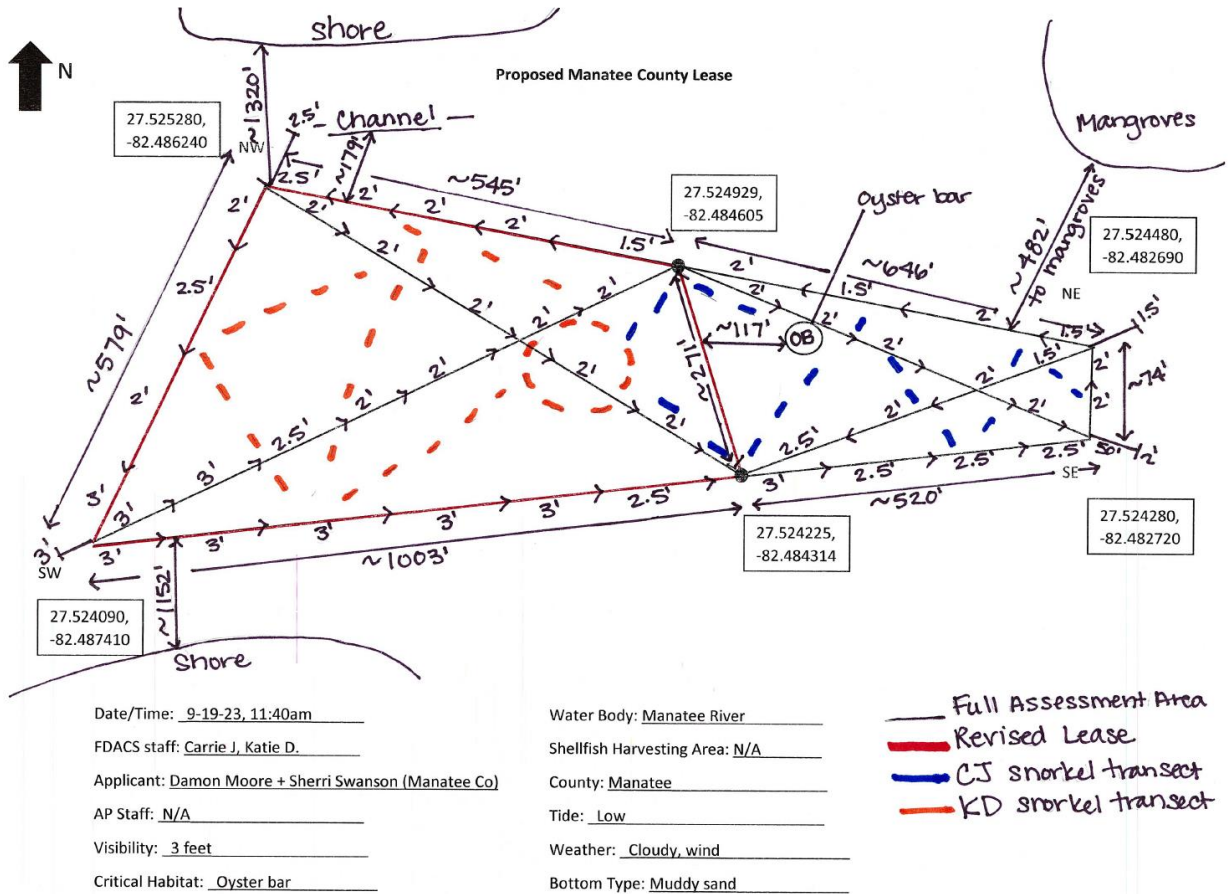 shore
N
Proposed Manatee County Lease
~1320'
27.525280,
-82.486240
NW
2.5'
Channel
2.5'
~179'
~545'
27.524929,
-82.484605
Oyster bar
Mangroves
~482'
to mangroves
27.524480,
-82.482690
NE
2'
2'
2'
2'
2'
1.5'
2'
~646'
1.5'
2'
1.5'
1.5'
2.5'
2'
2'
2'
2'
2'
2'
~117'
OB
1.5'
2'
~579'
~271'
2'
2'
~74'
2'
2'
2'
2'
2'
2.5'
2'
2.5'
3'
3'
3'
3'
3'
3'
3'
3'
2.5'
3'
2.5'
2.5'
2.5'
50'
2'
SE
SW
~1003'
~520'
~1152'
27.524225,
-82.484314
27.524280,
-82.482720
27.524090,
-82.487410
Shore
Date/Time: 9-19-23, 11:40am
FDACS staff: Carrie J, Katie D.
Applicant: Damon Moore + Sherri Swanson (Manatee Co)
AP Staff: N/A
Visibility: 3 feet
Critical Habitat: Oyster bar
Water Body: Manatee River
Shellfish Harvesting Area: N/A
County: Manatee
Tide: Low
Weather: Cloudy, wind
Bottom Type: Muddy sand
Full Assessment Area
Revised Lease
CJ snorkel transect
KD snorkel transect